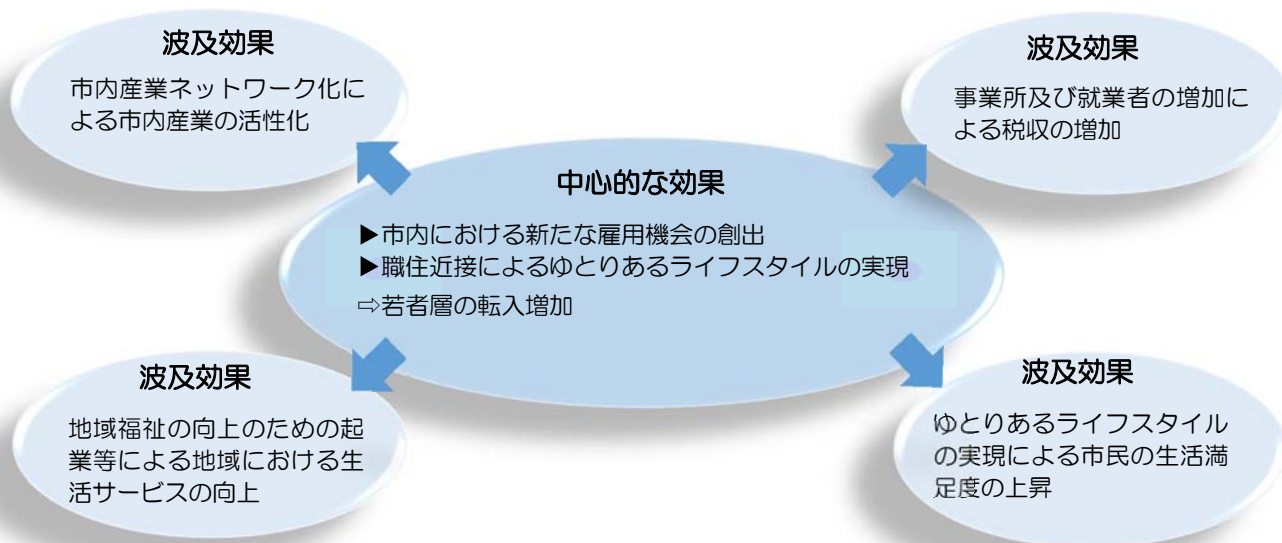 波及効果
市内産業ネットワーク化に
よる市内産業の活性化
波及効果
事業所及び就業者の増加に
よる税収の増加
中心的な効果
▶市内における新たな雇用機会の創出
▶職住近接によるゆとりあるライフスタイルの実現
⇨若者層の転入増加
波及効果
地域福祉の向上のための起
業等による地域における生
活サービスの向上
波及効果
ゆとりあるライフスタイル
の実現による市民の生活満
足度の上昇